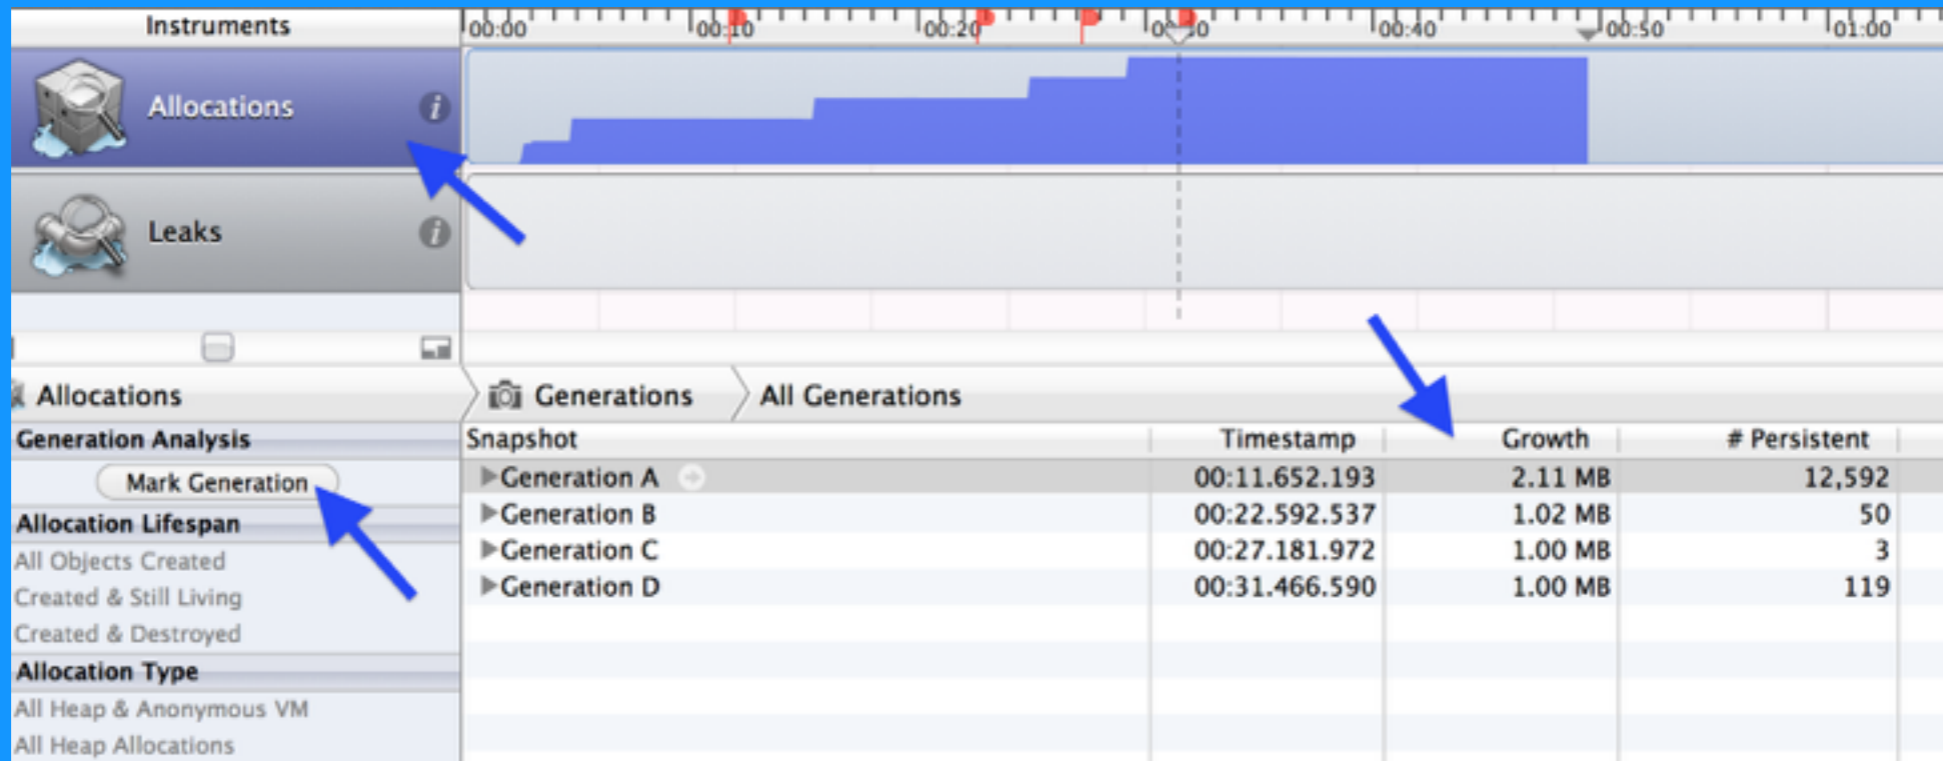 Instruments
00:00 00:10 00:20 00:30 00:40 00:50 01:00
Allocations
Leaks
Allocations Generations All Generations
Generation Analysis
Mark Generation
Allocation Lifespan
All Objects Created
Created & Still Living
Created & Destroyed
Allocation Type
All Heap & Anonymous VM
All Heap Allocations
Snapshot Timestamp Growth # Persistent
Generation A 00:11.652.193 2.11 MB 12,592
Generation B 00:22.592.537 1.02 MB 50
Generation C 00:27.181.972 1.00 MB 3
Generation D 00:31.466.590 1.00 MB 119